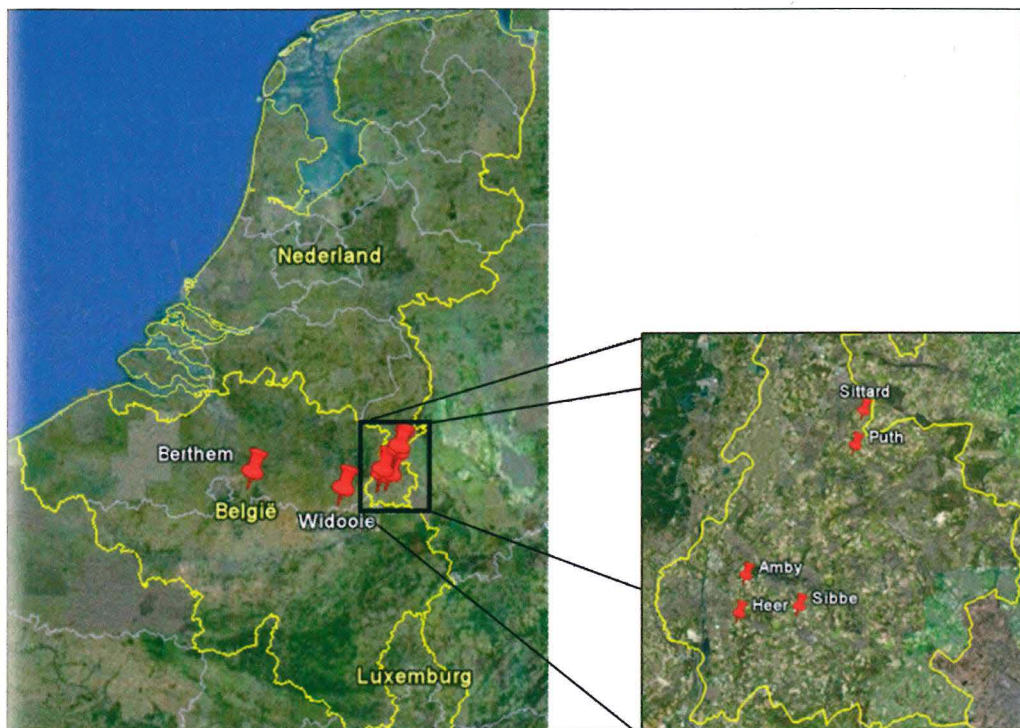 Nederland
Berthem
België
Widooie
Luxemburg
Sittard
Puth
Amby
Heer
Sibbe